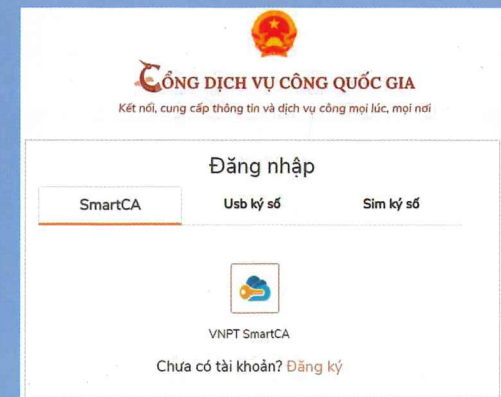 CỔNG DỊCH VỤ CÔNG QUỐC GIA
Kết nối, cung cấp thông tin và dịch vụ công mọi lúc, mọi nơi
Đăng nhập
SmartCA Usb ký số Sim ký số
VNPT SmartCA
Chưa có tài khoản? Đăng ký